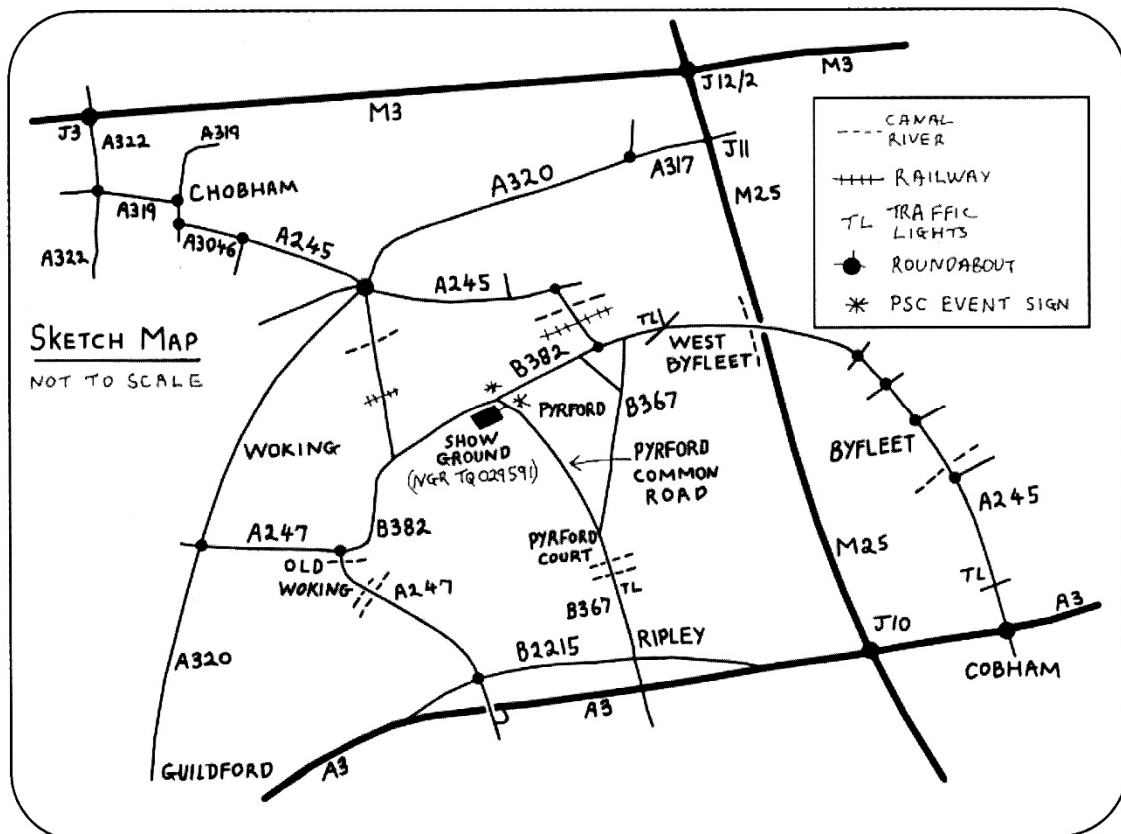 J12/2
M3
J3
M3
A322
A319
J11
A317
A320
M25
CHOBHAM
A319
A3046
A245
A322
A245
CANAL
RIVER
RAILWAY
TL TRAFFIC
LIGHTS
ROUNDABOUT
PSC EVENT SIGN
SKETCH MAP
NOT TO SCALE
TL
WEST
BYFLEET
B382
PYRFORD
B367
WOKING
SHOW
GROUND
(NGR TQ029591)
PYRFORD
COMMON
ROAD
BYFLEET
A245
A247
B382
OLD
WOKING
A247
PYRFORD
COURT
TL
B367
M25
TL
A3
J10
COBHAM
RIPLEY
B2215
A320
A3
GUILDFORD
A3